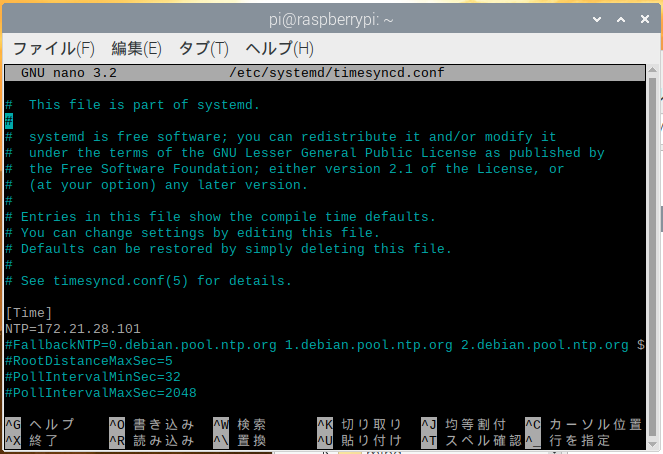 pi@raspberrypi: ~
ファイル(F) 編集(E) タブ(T) ヘルプ(H)
GNU nano 3.2 /etc/systemd/timesyncd.conf
# This file is part of systemd.
#
# systemd is free software; you can redistribute it and/or modify it
# under the terms of the GNU Lesser General Public License as published by
# the Free Software Foundation; either version 2.1 of the License, or
# (at your option) any later version.
#
# Entries in this file show the compile time defaults.
# You can change settings by editing this file.
# Defaults can be restored by simply deleting this file.
#
# See timesyncd.conf(5) for details.
[Time]
NTP=172.21.28.101
#FallbackNTP=0.debian.pool.ntp.org 1.debian.pool.ntp.org 2.debian.pool.ntp.org $
#RootDistanceMaxSec=5
#PollIntervalMinSec=32
#PollIntervalMaxSec=2048
^G ヘルプ ^O 書き込み ^W 検索 ^K 切り取り ^J 均等割付 ^C カーソル位置
^X 終了 ^R 読み込み ^\ 置換 ^U 貼り付け ^T スペル確認 ^_ 行を指定